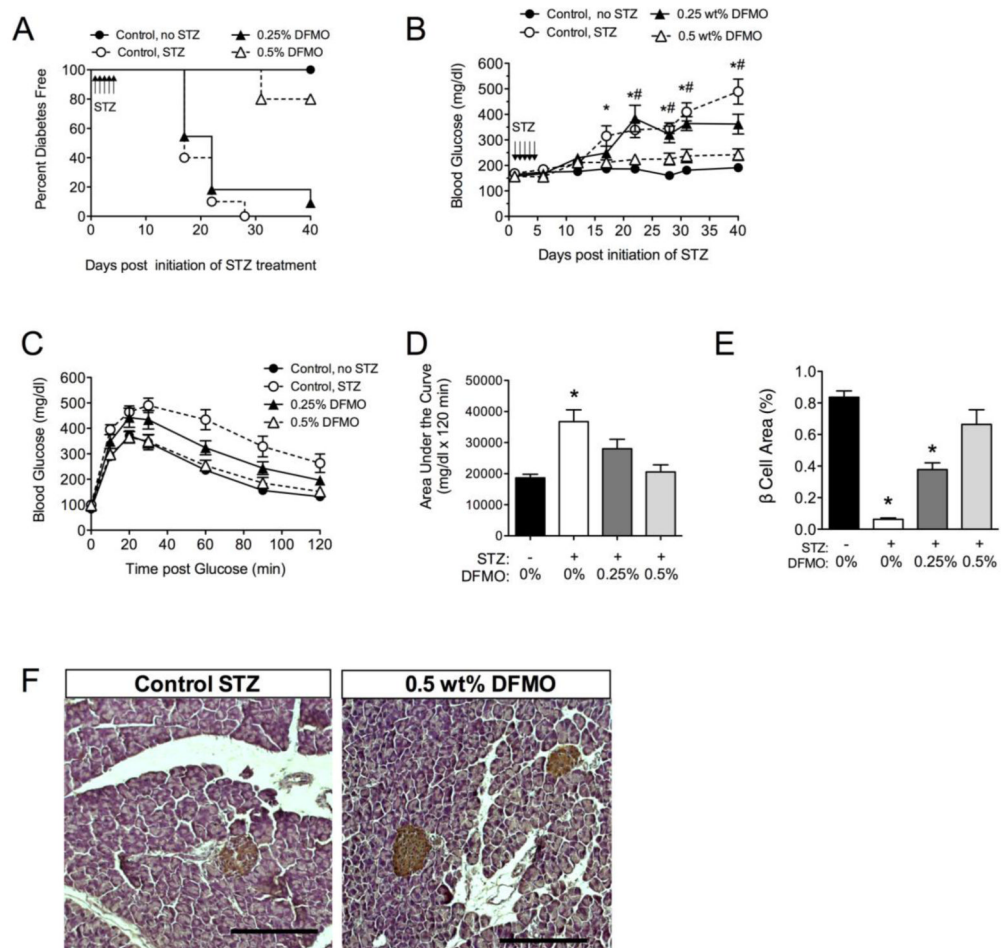 A
Control, no STZ
0.25% DFMO
Control, STZ
0.5% DFMO
100
80
60
40
20
0
STZ
Percent Diabetes Free
0 10 20 30 40
Days post initiation of STZ treatment
B
Control, no STZ
0.25 wt% DFMO
Control, STZ
0.5 wt% DFMO
600
500
400
300
200
100
0
STZ
* *# *# *# *#
Blood Glucose (mg/dl)
0 5 10 15 20 25 30 35 40
Days post initiation of STZ
C
Control, no STZ
Control, STZ
0.25% DFMO
0.5% DFMO
600
500
400
300
200
100
0
Blood Glucose (mg/dl)
0 20 40 60 80 100 120
Time post Glucose (min)
D
50000
40000
30000
20000
10000
0
*
Area Under the Curve
(mg/dl x 120 min)
STZ: - + + +
DFMO: 0% 0% 0.25% 0.5%
E
1.0
0.8
0.6
0.4
0.2
0.0
* *
β Cell Area (%)
STZ: - + + +
DFMO: 0% 0% 0.25% 0.5%
F
Control STZ
0.5 wt% DFMO